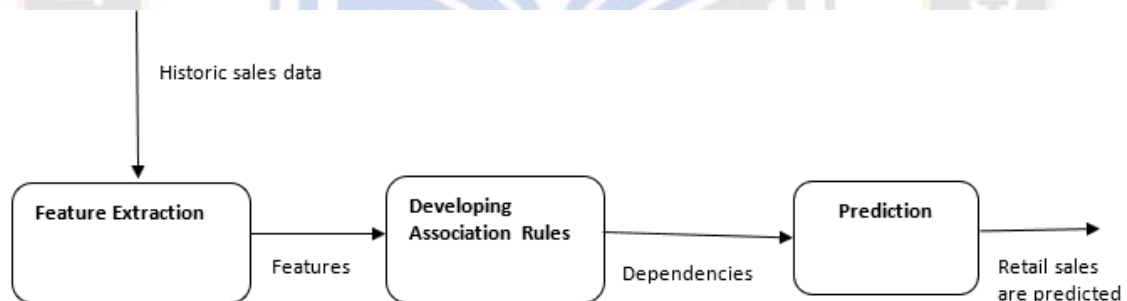 Historic sales data
Feature Extraction
Developing
Association Rules
Prediction
Features
Dependencies
Retail sales
are predicted